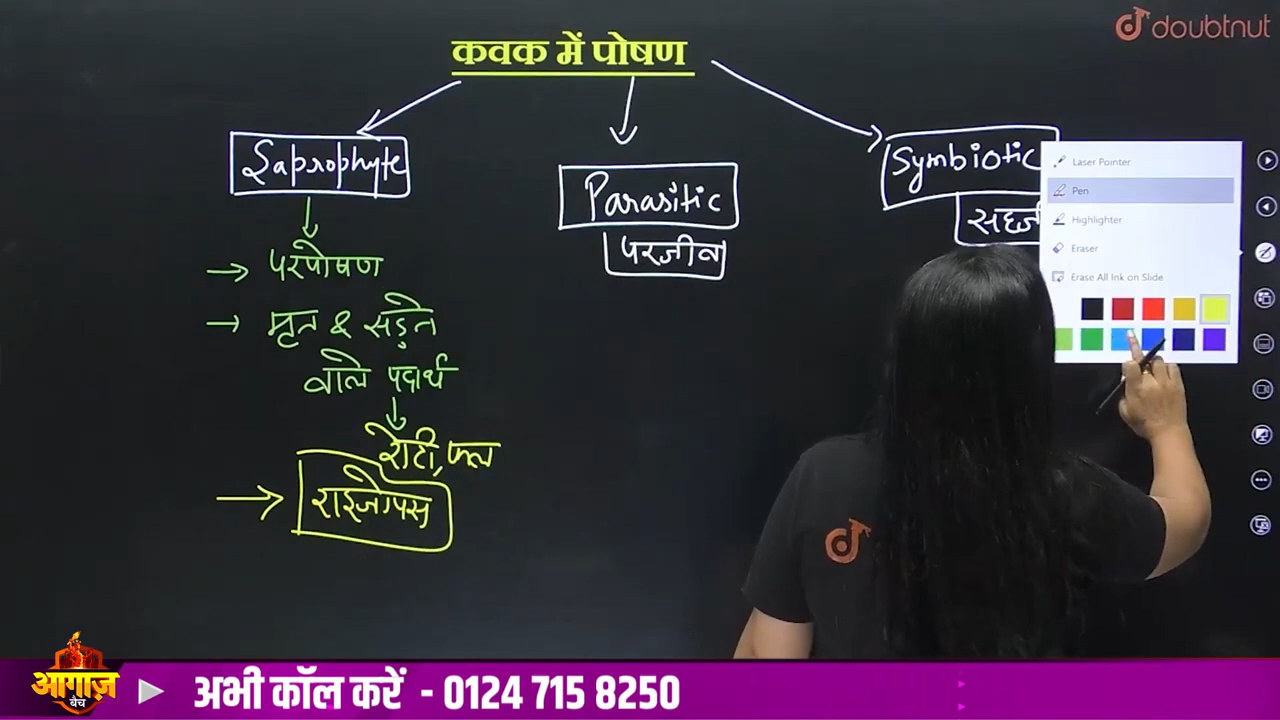 doubtnut
कवक में पोषण
Saprophyte
Parasitic
Symbiotic
परजीवी
परपोषण
मृत & सड़ने
वाले पदार्थ
रोटी, फल
राइजोपस
Laser Pointer
Pen
Highlighter
Eraser
Erase All Ink on Slide
आगाज़
बैच
अभी कॉल करें - 0124 715 8250